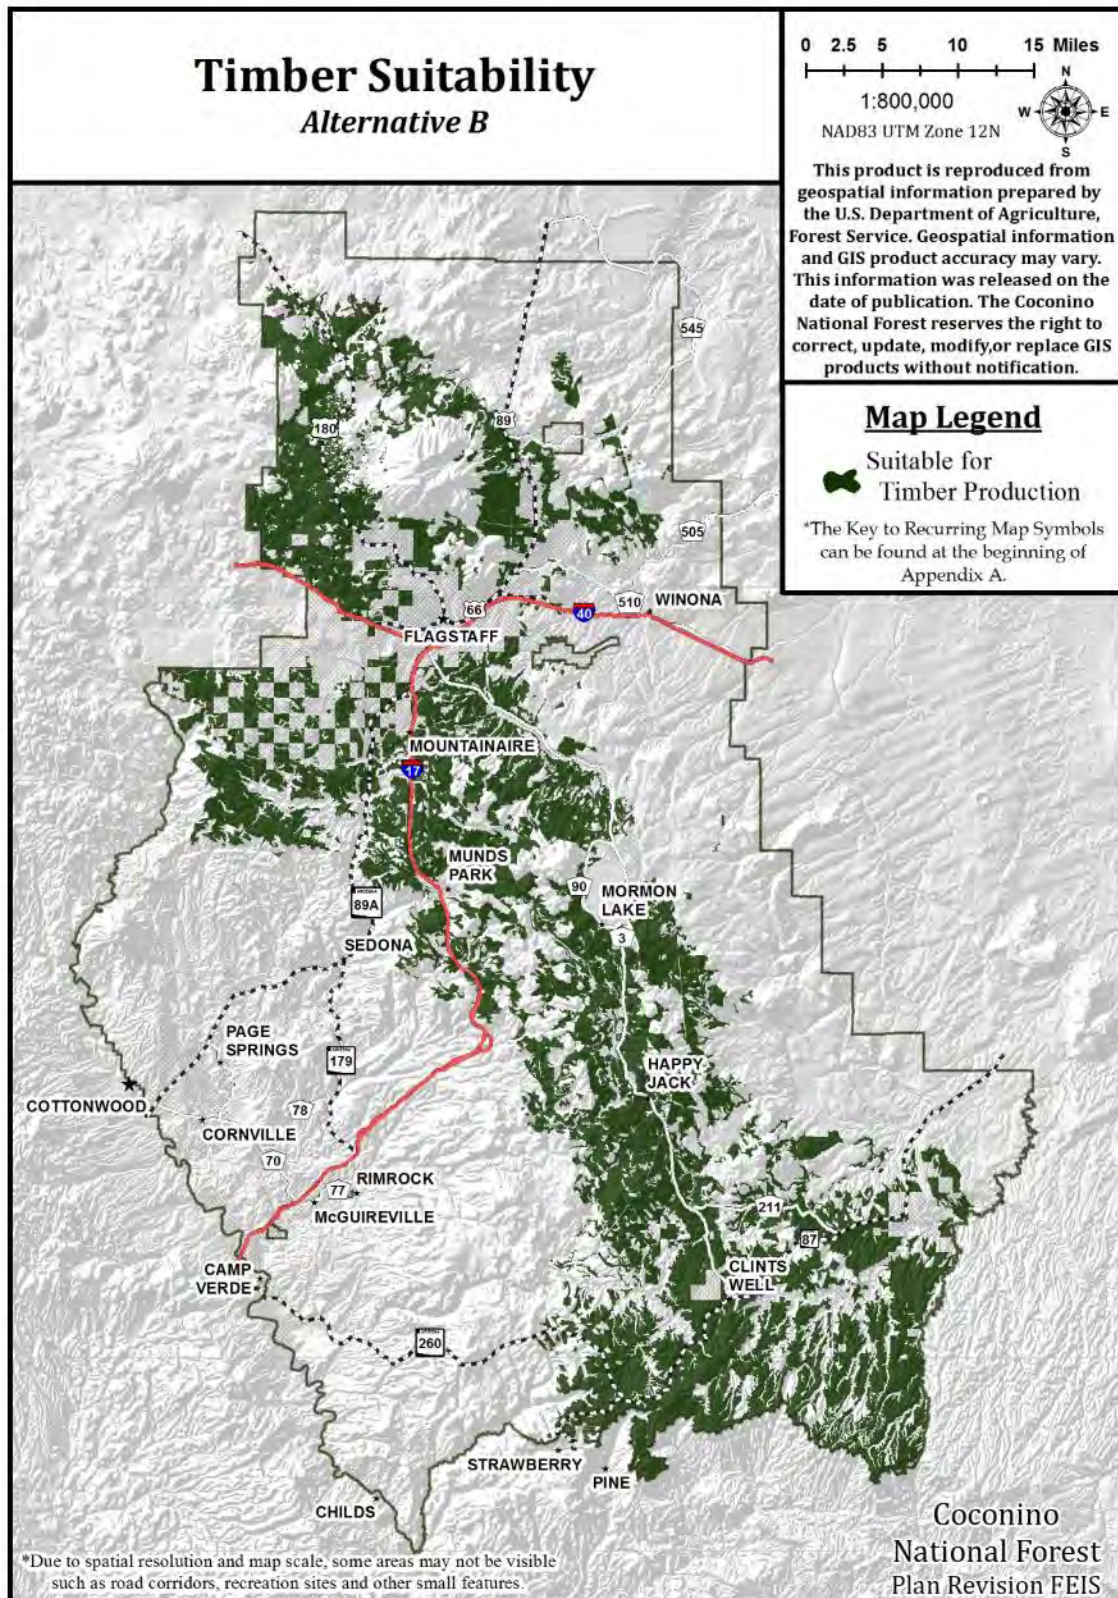 Timber Suitability
Alternative B
0 2.5 5 10 15 Miles
1:800,000
NAD83 UTM Zone 12N
N
W E
S
This product is reproduced from
geospatial information prepared by
the U.S. Department of Agriculture,
Forest Service. Geospatial information
and GIS product accuracy may vary.
This information was released on the
date of publication. The Coconino
National Forest reserves the right to
correct, update, modify,or replace GIS
products without notification.
Map Legend
Suitable for
Timber Production
*The Key to Recurring Map Symbols
can be found at the beginning of
Appendix A.
545
180
89
505
66
40
510
WINONA
FLAGSTAFF
MOUNTAINAIRE
17
MUNDS
PARK
90
MORMON
LAKE
89A
3
SEDONA
PAGE
SPRINGS
179
HAPPY
JACK
COTTONWOOD
78
CORNVILLE
70
RIMROCK
77
McGUIREVILLE
211
87
CAMP
VERDE
CLINTS
WELL
260
STRAWBERRY
PINE
CHILDS
Coconino
National Forest
Plan Revision FEIS
*Due to spatial resolution and map scale, some areas may not be visible
such as road corridors, recreation sites and other small features.